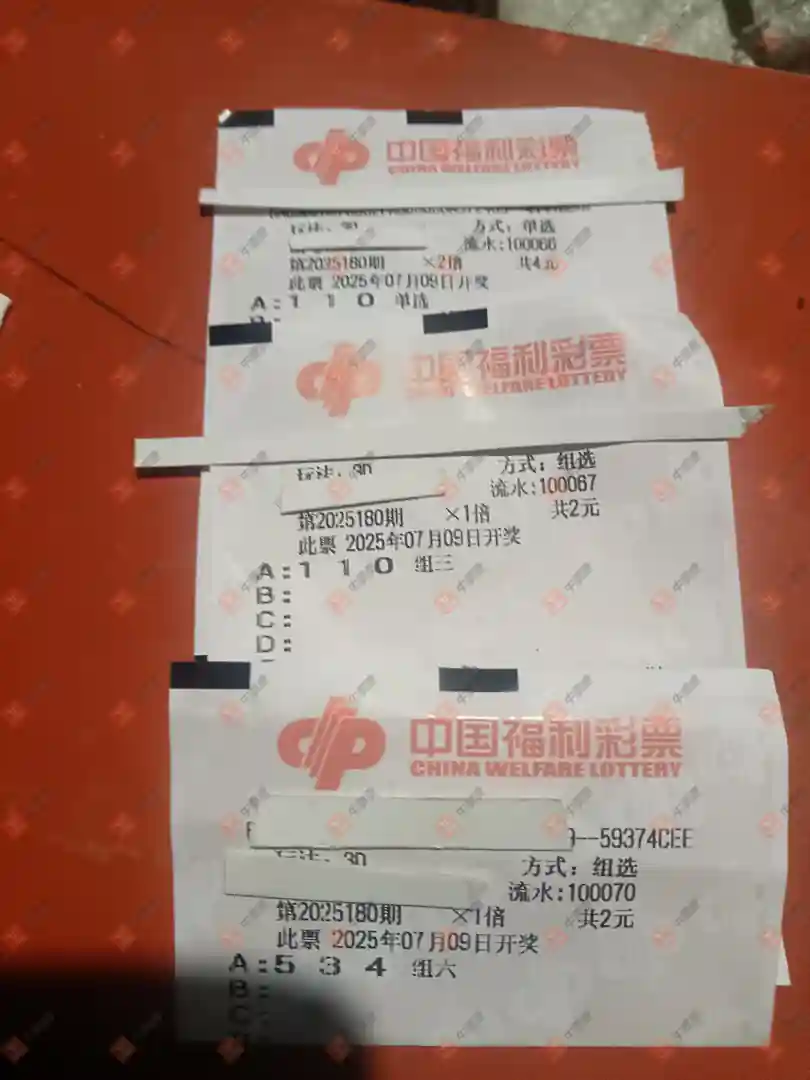 中国福利彩票
CHINA WELFARE LOTTERY
方式：单选
流水:100066
第2025180期 ×2倍 共4元
此票 2025年07月09日开奖
A:1 1 0 单选
中国福利彩票
WELFARE LOTTERY
玩法：3D 方式：组选
流水:100067
第2025180期 ×1倍 共2元
此票 2025年07月09日开奖
A:1 1 0 组三
B:
C:
D:
中国福利彩票
CHINA WELFARE LOTTERY
--59374CEE
玩法：3D 方式：组选
流水:100070
第2025180期 ×1倍 共2元
此票 2025年07月09日开奖
A:5 3 4 组六
B:
C: